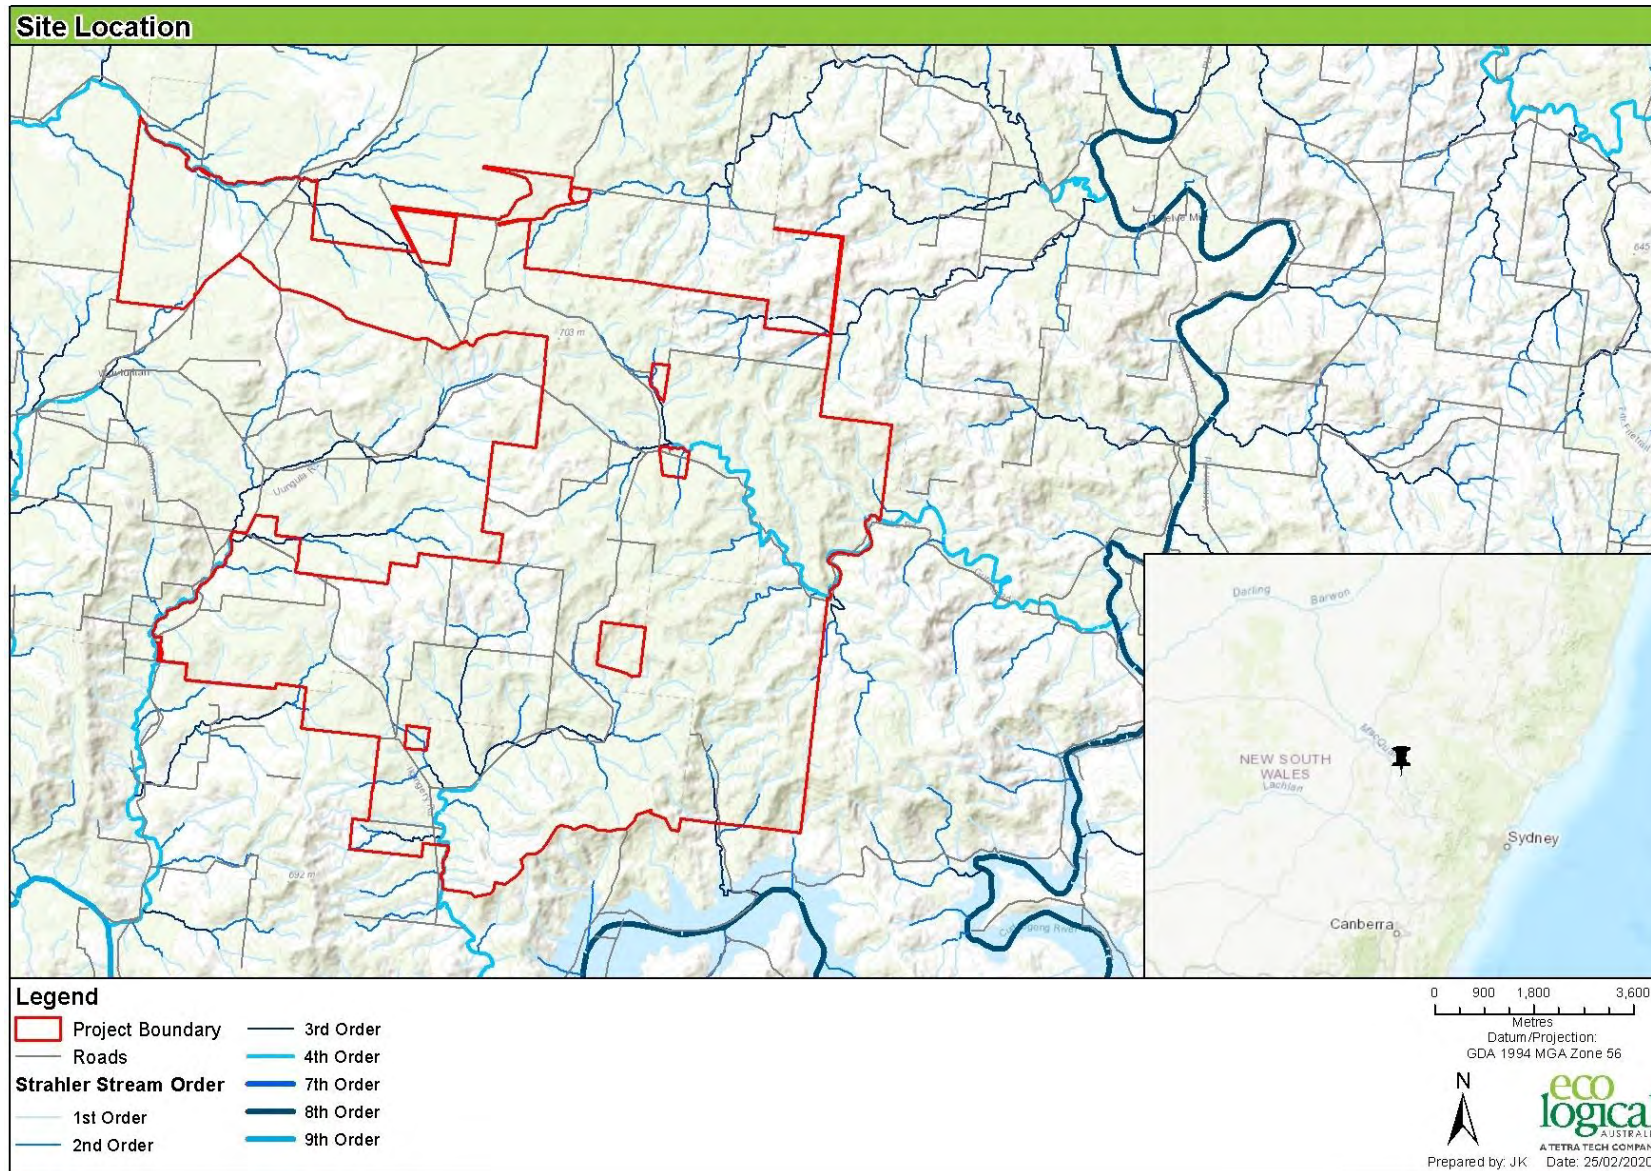 Site Location
703 m
692 m
Darling
Barwon
NEW SOUTH
WALES
Lachlan
Sydney
Canberra
Legend
Project Boundary
Roads
Strahler Stream Order
1st Order
2nd Order
3rd Order
4th Order
7th Order
8th Order
9th Order
0 900 1,800 3,600
Metres
Datum/Projection:
GDA 1994 MGA Zone 56
N
eco
logical
AUSTRALIA
A TETRA TECH COMPANY
Prepared by: JK Date: 25/02/2020